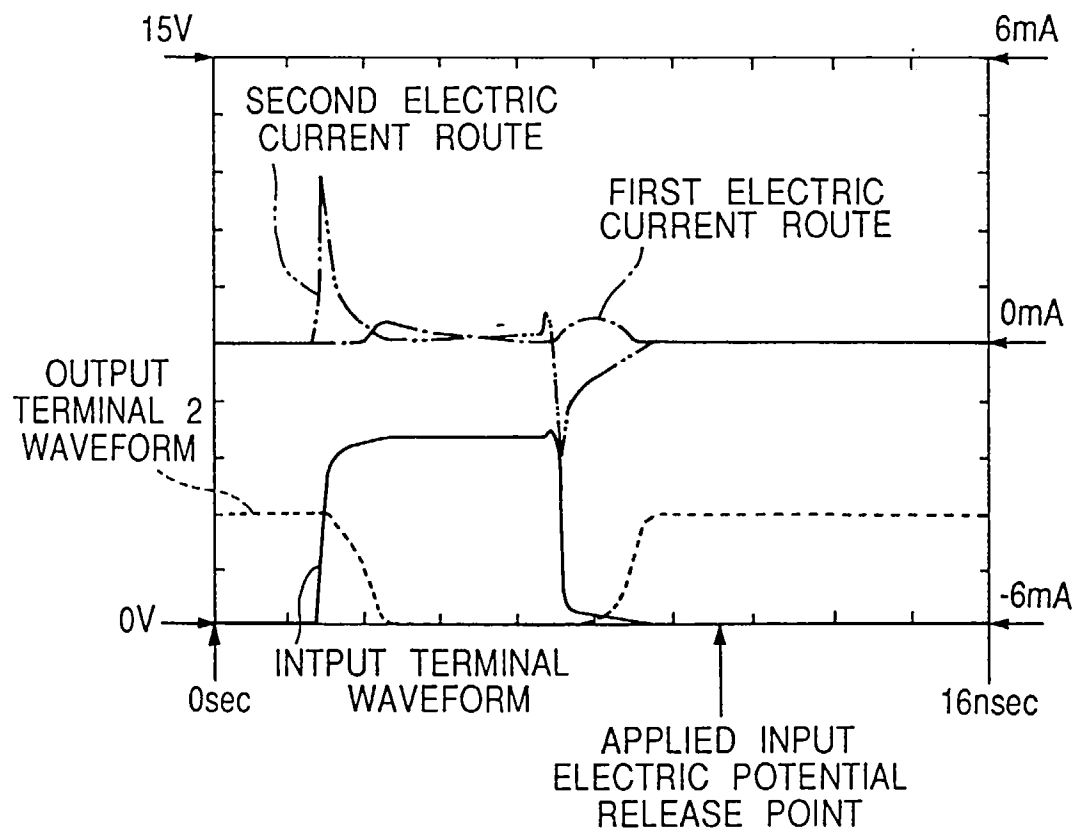 15V
6mA
SECOND ELECTRIC
CURRENT ROUTE
FIRST ELECTRIC
CURRENT ROUTE
0mA
OUTPUT
TERMINAL 2
WAVEFORM
0V
-6mA
INTPUT TERMINAL
WAVEFORM
0sec
16nsec
APPLIED INPUT
ELECTRIC POTENTIAL
RELEASE POINT